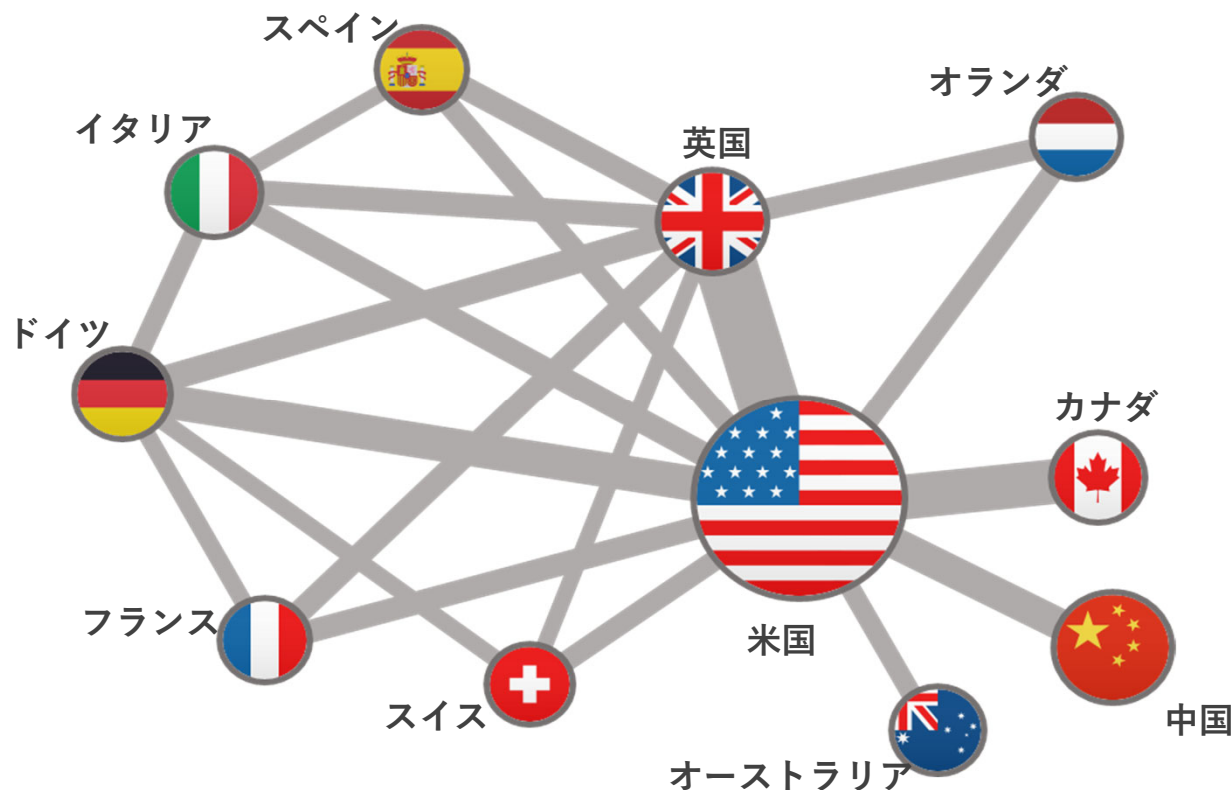 スペイン
オランダ
イタリア
英国
ドイツ
カナダ
フランス
米国
スイス
中国
オーストラリア